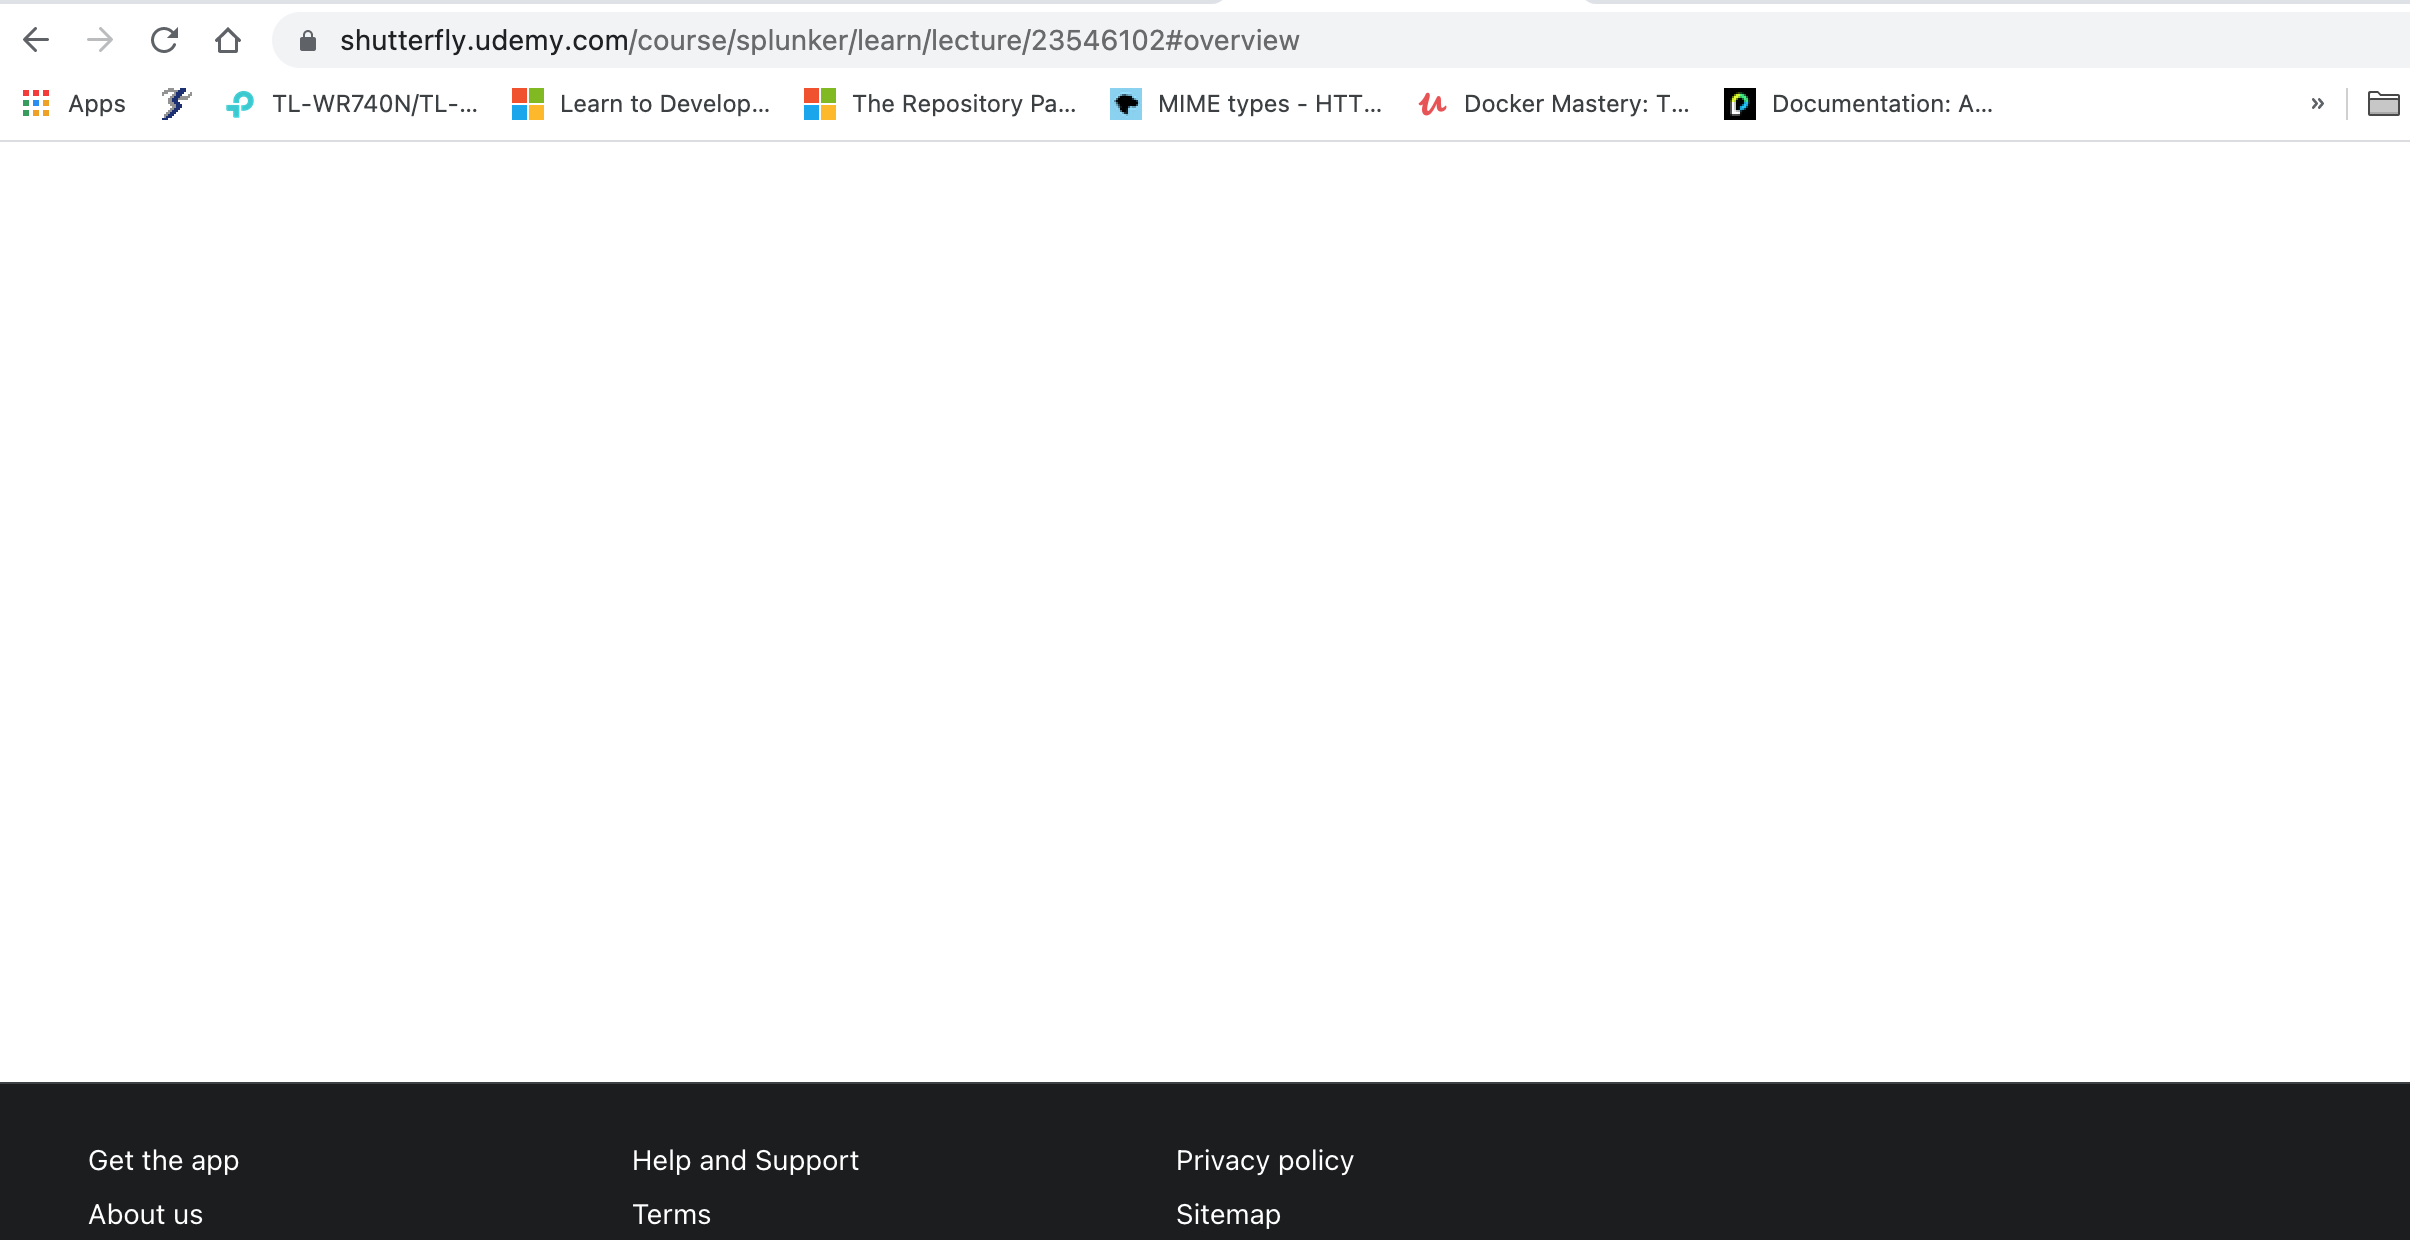 shutterfly.udemy.com/course/splunker/learn/lecture/23546102#overview
Apps TL-WR740N/TL-... Learn to Develop... The Repository Pa... MIME types - HTT... Docker Mastery: T... Documentation: A... »
Get the app Help and Support Privacy policy
About us Terms Sitemap